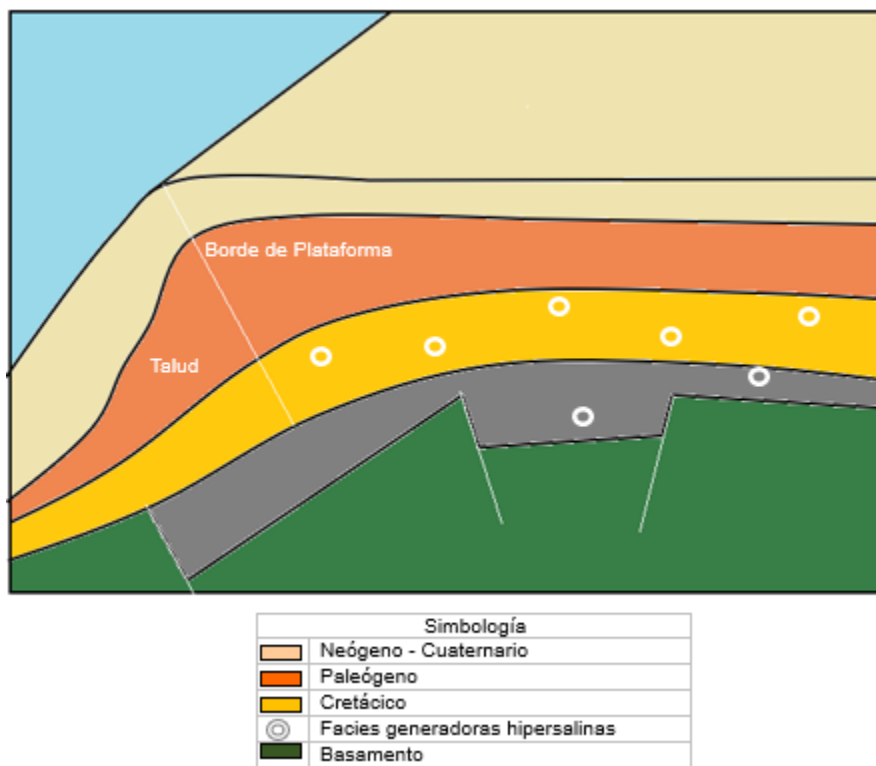 Borde de Plataforma
Talud
Simbología
Neógeno - Cuaternario
Paleógeno
Cretácico
Facies generadoras hipersalinas
Basamento